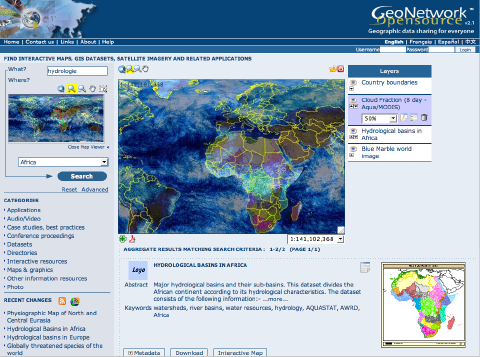 GeoNetwork™
Opensource v2.1
Geographic data sharing for everyone
Home | Contact us | Links | About | Help
English | Français | Español | 中文
Username Password Login
FIND INTERACTIVE MAPS, GIS DATASETS, SATELLITE IMAGERY AND RELATED APPLICATIONS
What? hydrologie
Where?
Close Map Viewer
Africa
Search
Reset Advanced
CATEGORIES
Applications
Audio/Video
Case studies, best practices
Conference proceedings
Datasets
Directories
Interactive resources
Maps & graphics
Other information resources
Photo
RECENT CHANGES
Physiographic Map of North and
Central Eurasia
Hydrological Basins in Africa
Hydrological basins in Europe
Globally threatened species of the
world
1:141,102,368
Layers
Country boundaries
Cloud Fraction (8 day -
Aqua/MODIS)
50%
Hydrological basins in
Africa
Blue Marble world
image
AGGREGATE RESULTS MATCHING SEARCH CRITERIA : 1-2/2 (PAGE 1/1)
Logo
HYDROLOGICAL BASINS IN AFRICA
Abstract Major hydrological basins and their sub-basins. This dataset divides the
African continent according to its hydrological characteristics. The dataset
consists of the following information:- ...more...
Keywords watersheds, river basins, water resources, hydrology, AQUASTAT, AWRD,
Africa
Metadata Download Interactive Map